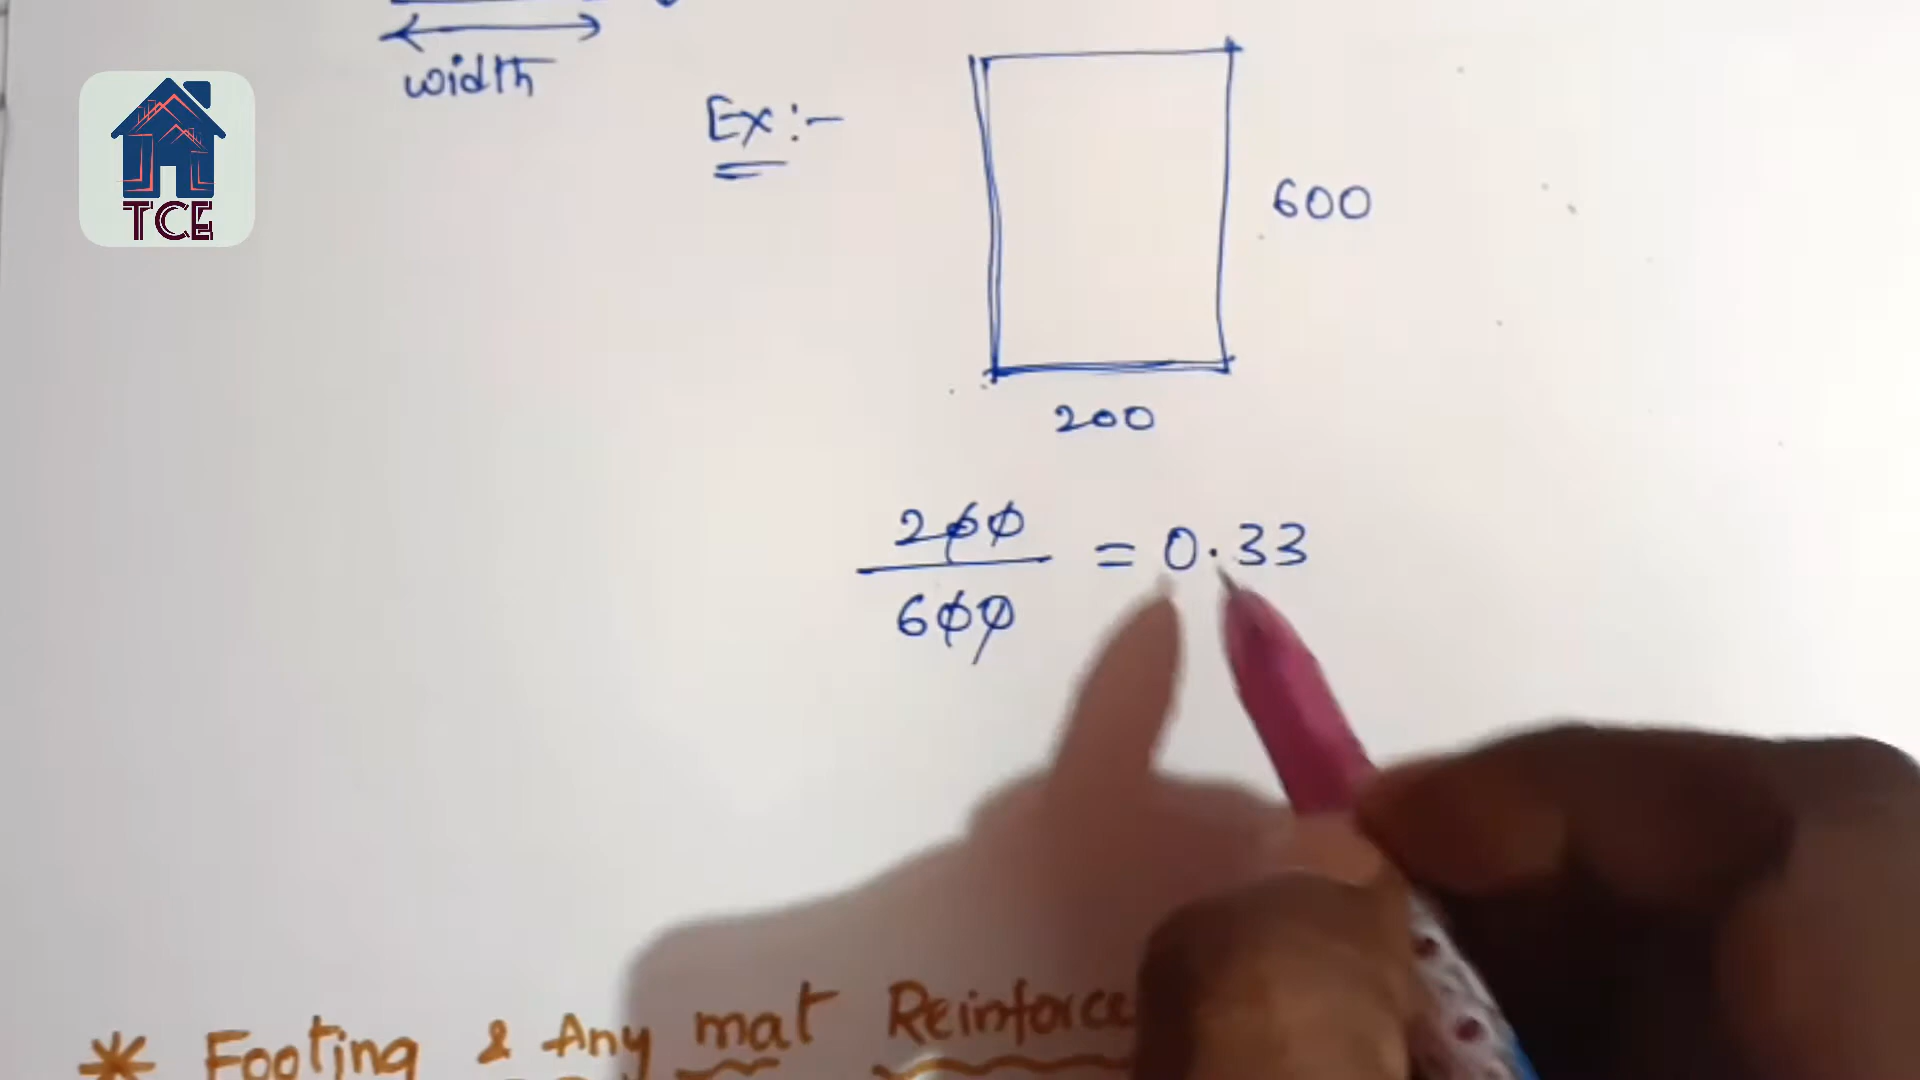 width
TCE
Ex:-
600
200
200
600
= 0.33
* Footing & Any mat Reinforce